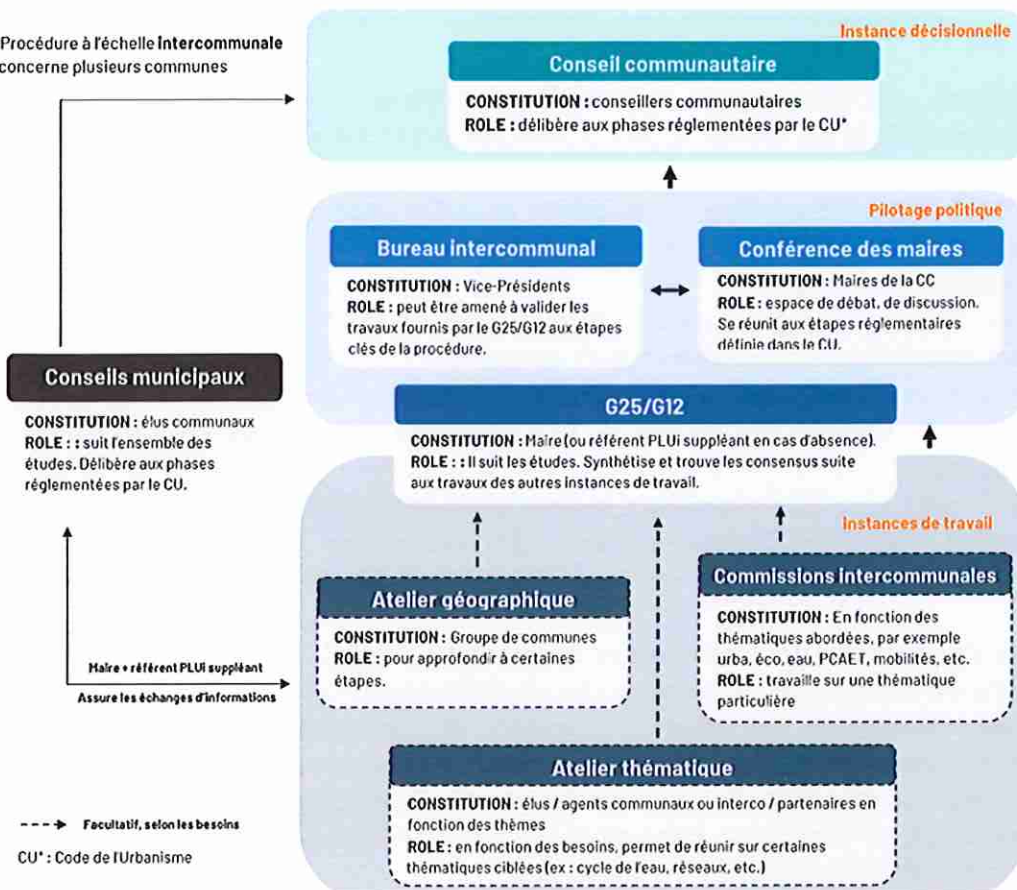 Procédure à l'échelle Intercommunale
concerne plusieurs communes
Instance décisionnelle
Conseil communautaire
CONSTITUTION : conseillers communautaires
ROLE : délibère aux phases réglementées par le CU*
Pilotage politique
Bureau intercommunal
CONSTITUTION : Vice-Présidents
ROLE : peut être amené à valider les
travaux fournis par le G25/G12 aux étapes
clés de la procédure.
Conférence des maires
CONSTITUTION : Maires de la CC
ROLE : espace de débat, de discussion.
Se réunit aux étapes réglementaires
définie dans le CU.
Conseils municipaux
CONSTITUTION : élus communaux
ROLE : : suit l'ensemble des
études. Délibère aux phases
réglementées par le CU.
G25/G12
CONSTITUTION : Maire (ou référent PLUi suppléant en cas d'absence).
ROLE : : Il suit les études. Synthétise et trouve les consensus suite
aux travaux des autres instances de travail.
Instances de travail
Atelier géographique
CONSTITUTION : Groupe de communes
ROLE : pour approfondir à certaines
étapes.
Commissions intercommunales
CONSTITUTION : En fonction des
thématiques abordées, par exemple
urba, éco, eau, PCAET, mobilités, etc.
ROLE : travaille sur une thématique
particulière
Maire + référent PLUi suppléant
Assure les échanges d'informations
Atelier thématique
CONSTITUTION : élus / agents communaux ou interco / partenaires en
fonction des thèmes
ROLE : en fonction des besoins, permet de réunir sur certaines
thématiques ciblées (ex : cycle de l'eau, réseaux, etc.)
Facultatif, selon les besoins
CU* : Code de l'Urbanisme